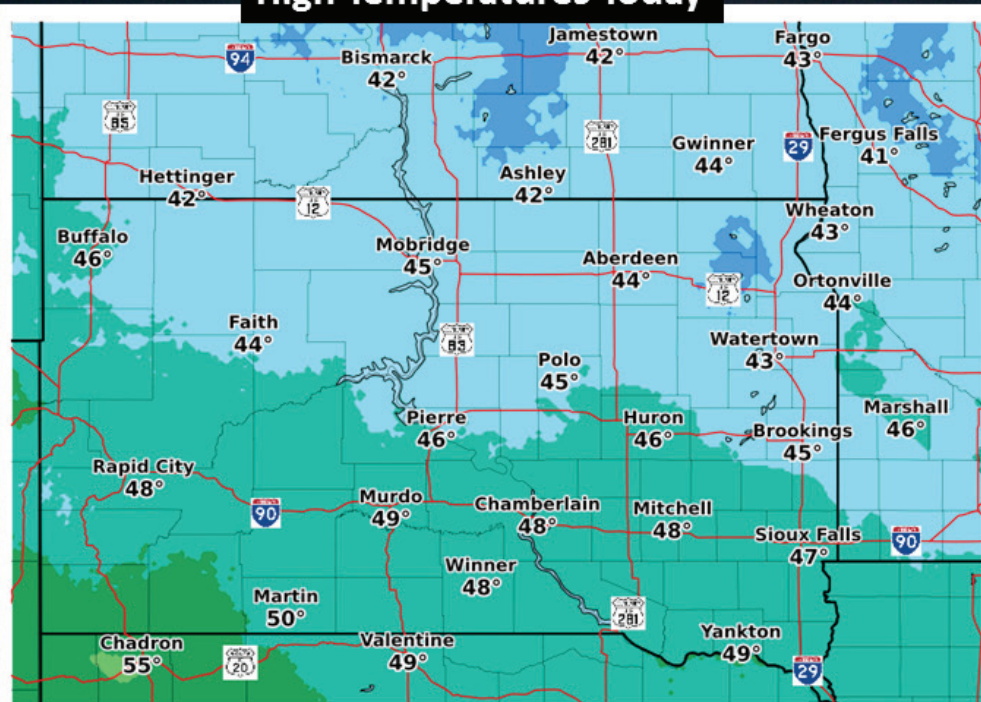 High Temperatures Today
Jamestown
42°
Fargo
43°
94
Bismarck
42°
85
281
29
Fergus Falls
41°
Gwinner
44°
Hettinger
42°
Ashley
42°
12
Wheaton
43°
Buffalo
46°
Mobridge
45°
Aberdeen
44°
12
Ortonville
44°
Faith
44°
83
Watertown
43°
Polo
45°
Marshall
46°
Pierre
46°
Huron
46°
Brookings
45°
Rapid City
48°
90
Murdo
49°
Chamberlain
48°
Mitchell
48°
Sioux Falls
47°
90
Winner
48°
Martin
50°
281
Chadron
55°
20
Valentine
49°
Yankton
49°
29